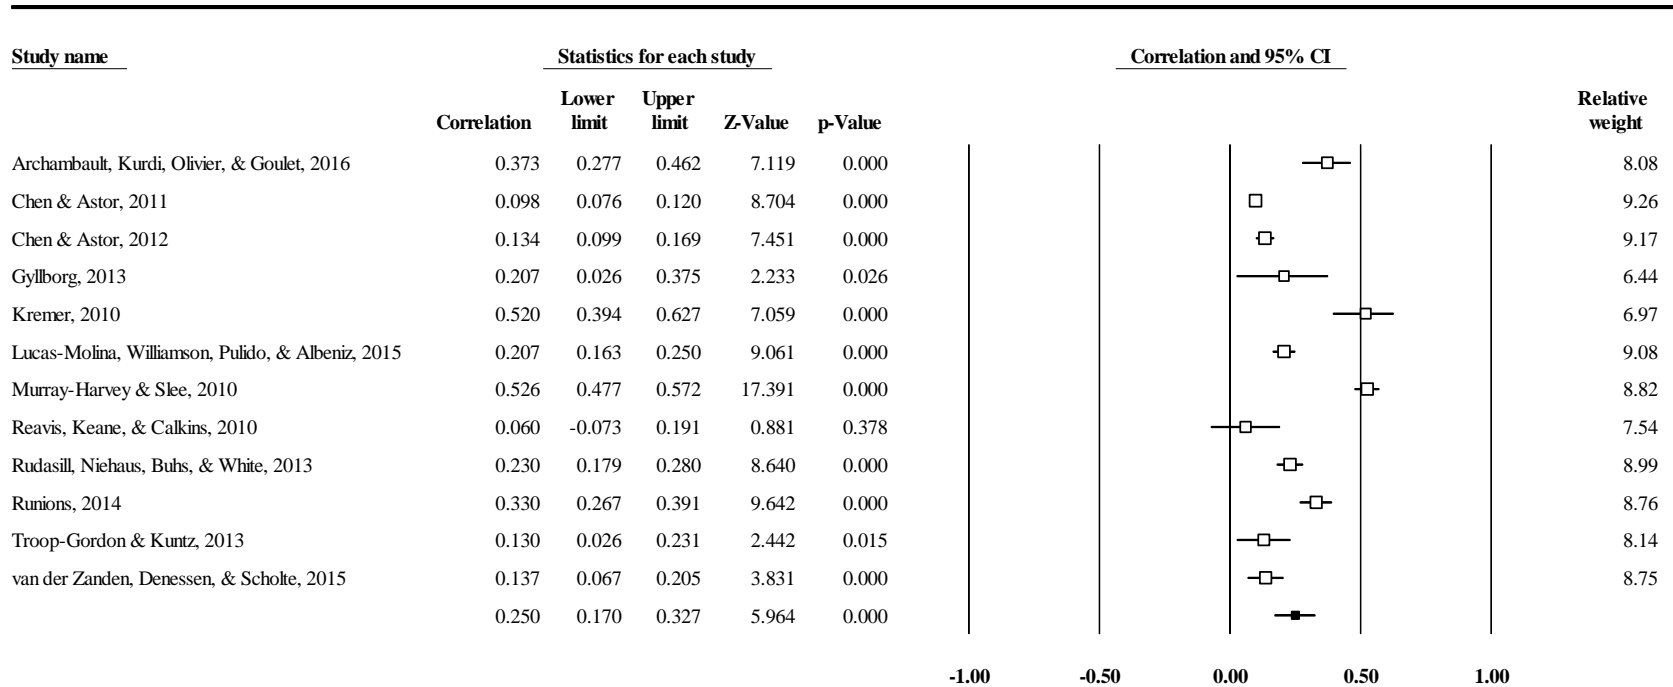 Study name Statistics for each study Correlation and 95% CI
Lower Upper Relative
Correlation limit limit Z-Value p-Value weight
Archambault, Kurdi, Olivier, & Goulet, 2016 0.373 0.277 0.462 7.119 0.000 8.08
Chen & Astor, 2011 0.098 0.076 0.120 8.704 0.000 9.26
Chen & Astor, 2012 0.134 0.099 0.169 7.451 0.000 9.17
Gyllborg, 2013 0.207 0.026 0.375 2.233 0.026 6.44
Kremer, 2010 0.520 0.394 0.627 7.059 0.000 6.97
Lucas-Molina, Williamson, Pulido, & Albeniz, 2015 0.207 0.163 0.250 9.061 0.000 9.08
Murray-Harvey & Slee, 2010 0.526 0.477 0.572 17.391 0.000 8.82
Reavis, Keane, & Calkins, 2010 0.060 -0.073 0.191 0.881 0.378 7.54
Rudasill, Niehaus, Buhs, & White, 2013 0.230 0.179 0.280 8.640 0.000 8.99
Runions, 2014 0.330 0.267 0.391 9.642 0.000 8.76
Troop-Gordon & Kuntz, 2013 0.130 0.026 0.231 2.442 0.015 8.14
van der Zanden, Denessen, & Scholte, 2015 0.137 0.067 0.205 3.831 0.000 8.75
0.250 0.170 0.327 5.964 0.000
-1.00 -0.50 0.00 0.50 1.00